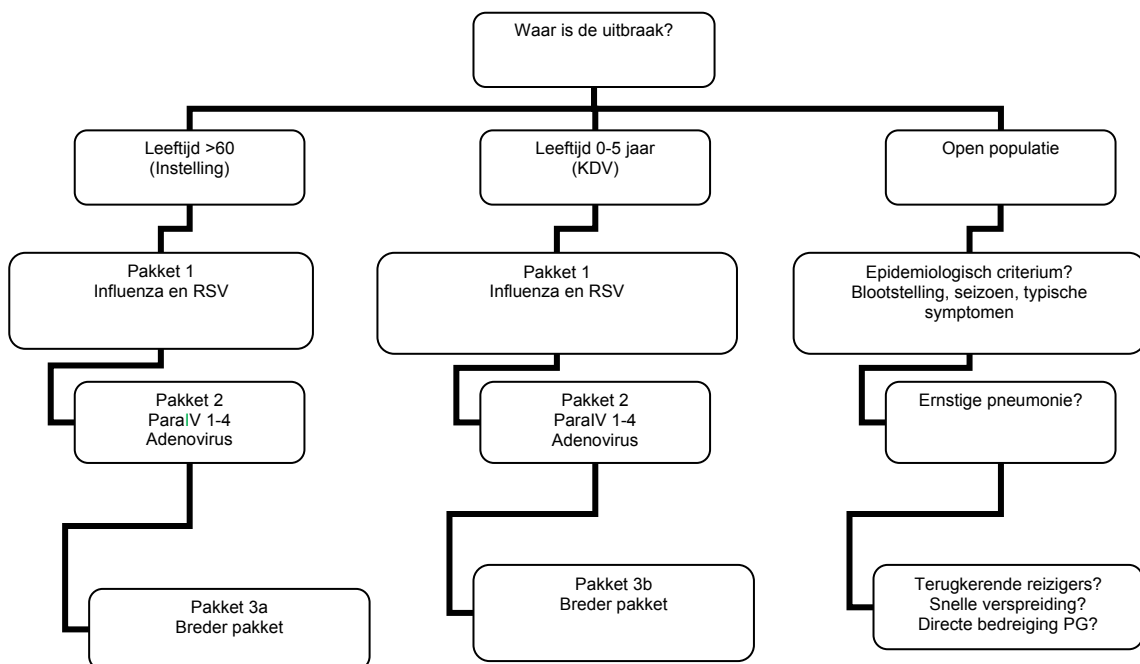 Waar is de uitbraak?
Leeftijd >60
(Instelling)
Leeftijd 0-5 jaar
(KDV)
Open populatie
Pakket 1
Influenza en RSV
Pakket 1
Influenza en RSV
Epidemiologisch criterium?
Blootstelling, seizoen, typische
symptomen
Pakket 2
ParaIV 1-4
Adenovirus
Pakket 2
ParaIV 1-4
Adenovirus
Ernstige pneumonie?
Pakket 3a
Breder pakket
Pakket 3b
Breder pakket
Terugkerende reizigers?
Snelle verspreiding?
Directe bedreiging PG?